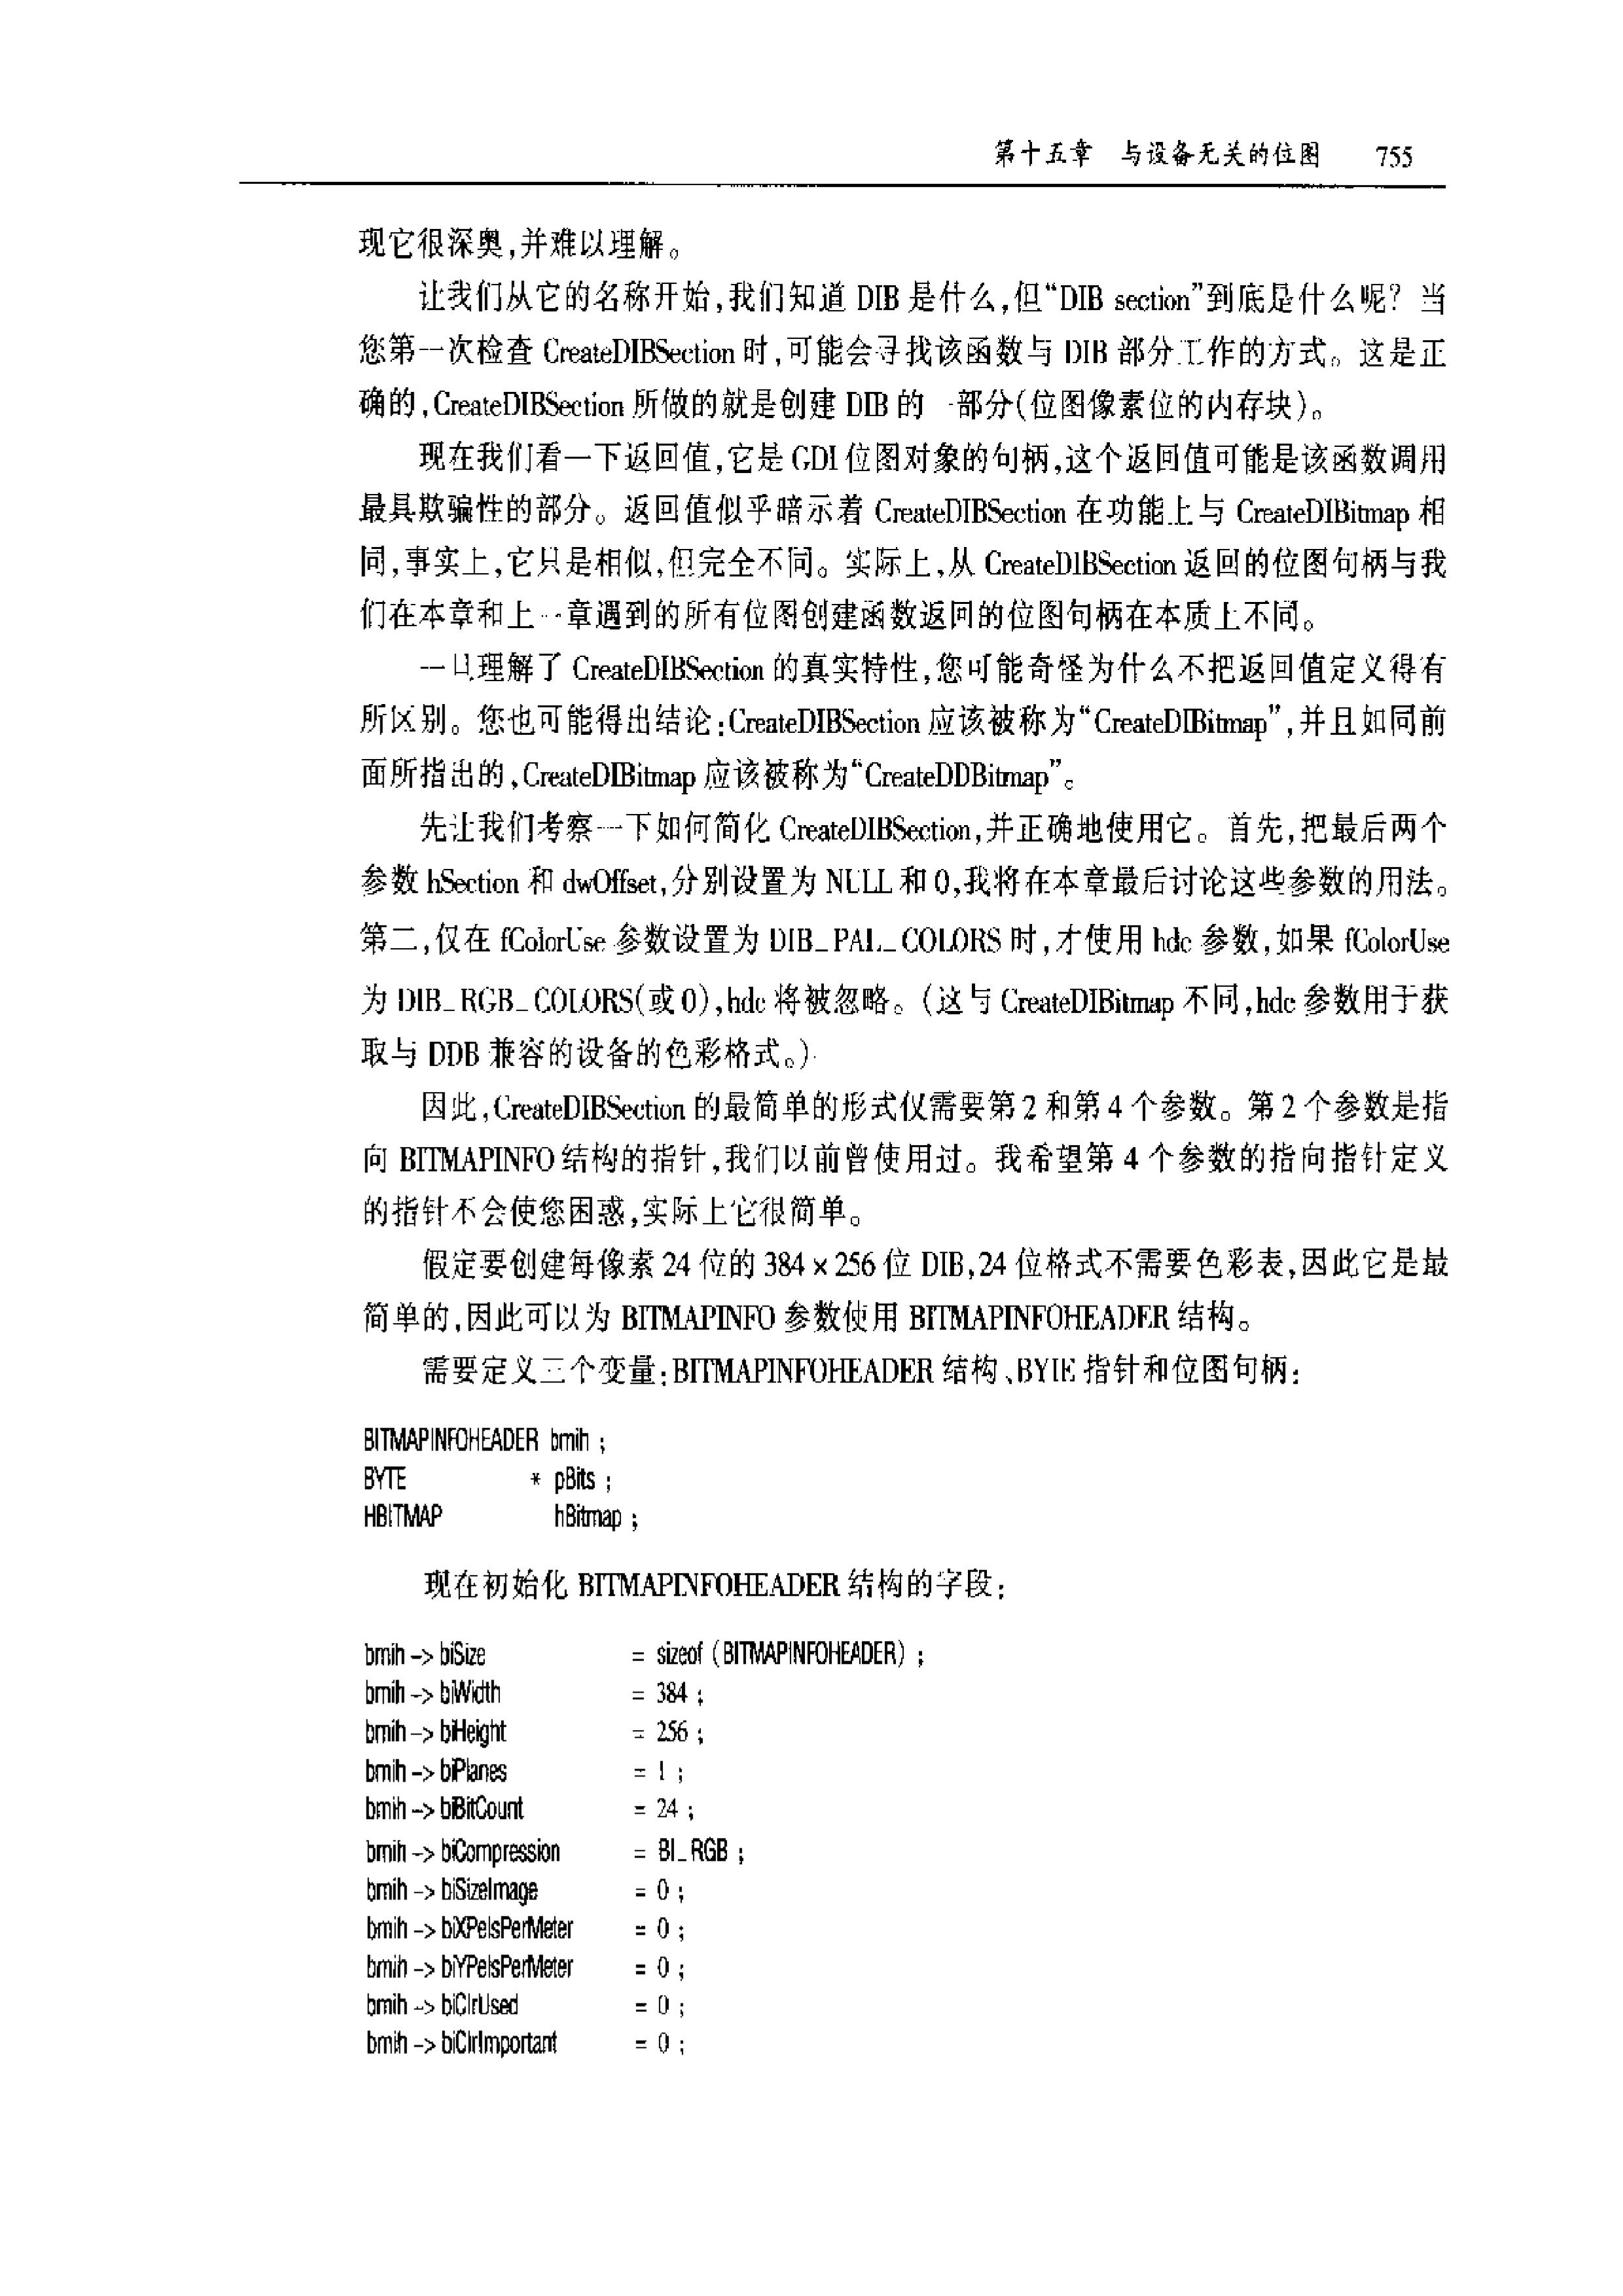 第十五章 与设备无关的位图 755
现它很深奥,并难以理解。
让我们从它的名称开始,我们知道 DIB 是什么,但“DIB section”到底是什么呢? 当
您第一次检查 CreateDIBSection 时,可能会寻找该函数与 DIB 部分工作的方式。这是正
确的,CreateDIBSection 所做的就是创建 DIB 的一部分(位图像素位的内存块)。
现在我们看一下返回值,它是 GDI 位图对象的句柄,这个返回值可能是该函数调用
最具欺骗性的部分。返回值似乎暗示着 CreateDIBSection 在功能上与 CreateDIBitmap 相
同,事实上,它只是相似,但完全不同。实际上,从 CreateDIBSection 返回的位图句柄与我
们在本章和上一章遇到的所有位图创建函数返回的位图句柄在本质上不同。
一旦理解了 CreateDIBSection 的真实特性,您可能奇怪为什么不把返回值定义得有
所区别。您也可能得出结论:CreateDIBSection 应该被称为“CreateDIBitmap”,并且如同前
面所指出的,CreateDIBitmap 应该被称为“CreateDDBitmap”。
先让我们考察一下如何简化 CreateDIBSection,并正确地使用它。首先,把最后两个
参数 hSection 和 dwOffset,分别设置为 NULL 和 0,我将在本章最后讨论这些参数的用法。
第二,仅在 fColorUse 参数设置为 DIB_PAL_COLORS 时,才使用 hdc 参数,如果 fColorUse
为 DIB_RGB_COLORS(或 0),hdc 将被忽略。(这与 CreateDIBitmap 不同,hdc 参数用于获
取与 DDB 兼容的设备的色彩格式。)
因此,CreateDIBSection 的最简单的形式仅需要第 2 和第 4 个参数。第 2 个参数是指
向 BITMAPINFO 结构的指针,我们以前曾使用过。我希望第 4 个参数的指向指针定义
的指针不会使您困惑,实际上它很简单。
假定要创建每像素 24 位的 384×256 位 DIB,24 位格式不需要色彩表,因此它是最
简单的,因此可以为 BITMAPINFO 参数使用 BITMAPINFOHEADER 结构。
需要定义三个变量:BITMAPINFOHEADER 结构、BYTE 指针和位图句柄:
BITMAPINFOHEADER bmih ;
BYTE * pBits ;
HBITMAP hBitmap ;
现在初始化 BITMAPINFOHEADER 结构的字段:
bmih -> biSize = sizeof (BITMAPINFOHEADER) ;
bmih -> biWidth = 384 ;
bmih -> biHeight = 256 ;
bmih -> biPlanes = 1 ;
bmih -> biBitCount = 24 ;
bmih -> biCompression = BI_RGB ;
bmih -> biSizeImage = 0 ;
bmih -> biXPelsPerMeter = 0 ;
bmih -> biYPelsPerMeter = 0 ;
bmih -> biClrUsed = 0 ;
bmih -> biClrImportant = 0 ;